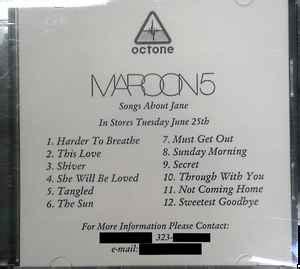 octone
MAROON5
Songs About Jane
In Stores Tuesday June 25th
1. Harder To Breathe
2. This Love
3. Shiver
4. She Will Be Loved
5. Tangled
6. The Sun
7. Must Get Out
8. Sunday Morning
9. Secret
10. Through With You
11. Not Coming Home
12. Sweetest Goodbye
For More Information Please Contact:
323-
e-mail: